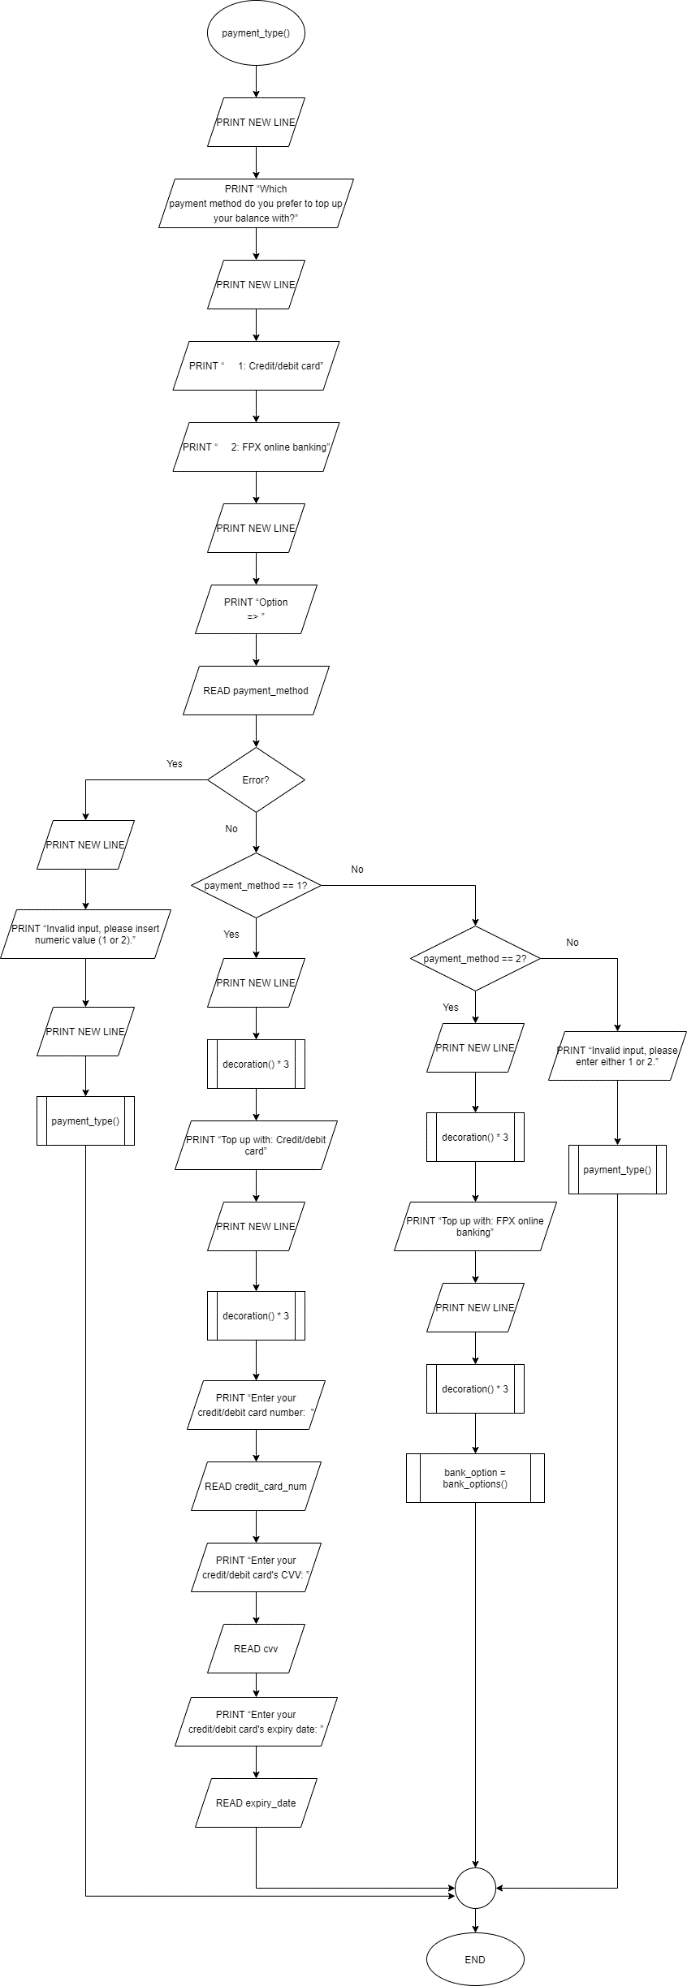 payment_type()
PRINT NEW LINE
PRINT “Which
payment method do you prefer to top up
your balance with?”
PRINT NEW LINE
PRINT “     1: Credit/debit card”
PRINT “     2: FPX online banking”
PRINT NEW LINE
PRINT “Option
=> ”
READ payment_method
Error?
Yes
No
PRINT NEW LINE
PRINT “Invalid input, please insert
numeric value (1 or 2).”
PRINT NEW LINE
payment_type()
payment_method == 1?
No
Yes
PRINT NEW LINE
decoration() * 3
PRINT “Top up with: Credit/debit
card”
PRINT NEW LINE
decoration() * 3
PRINT “Enter your
credit/debit card number:  ”
READ credit_card_num
PRINT “Enter your
credit/debit card's CVV: ”
READ cvv
PRINT “Enter your
credit/debit card's expiry date: ”
READ expiry_date
payment_method == 2?
No
Yes
PRINT NEW LINE
decoration() * 3
PRINT “Top up with: FPX online
banking”
PRINT NEW LINE
decoration() * 3
bank_option =
bank_options()
PRINT “Invalid input, please
enter either 1 or 2.”
payment_type()
END